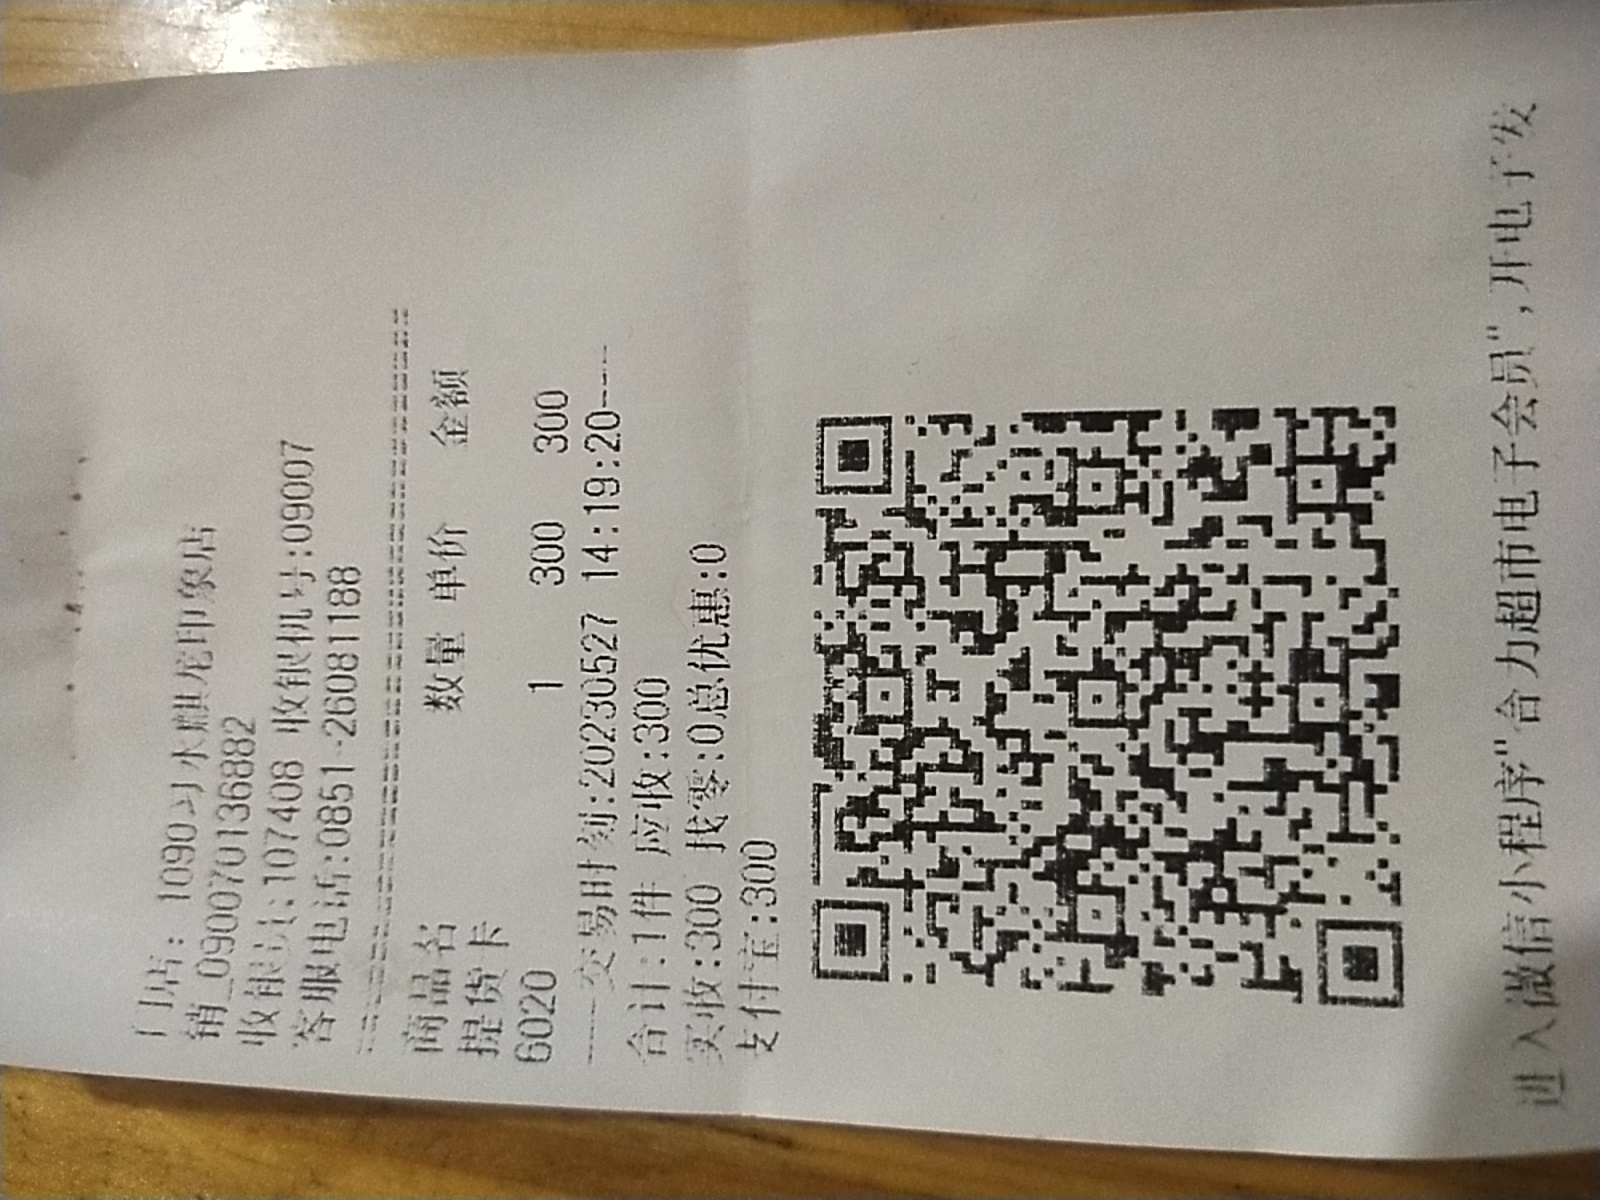 门店: 1090习水麒龙印象店
销_090070136882
收银员:107408 收银机号:09007
客服电话:0851-26081188
商品名 数量 单价 金额
提货卡
6020 1 300 300
----交易时刻:20230527 14:19:20----
合计:1件 应收:300
实收:300 找零:0总优惠:0
支付宝:300
进入微信小程序"合力超市电子会员",开电子发